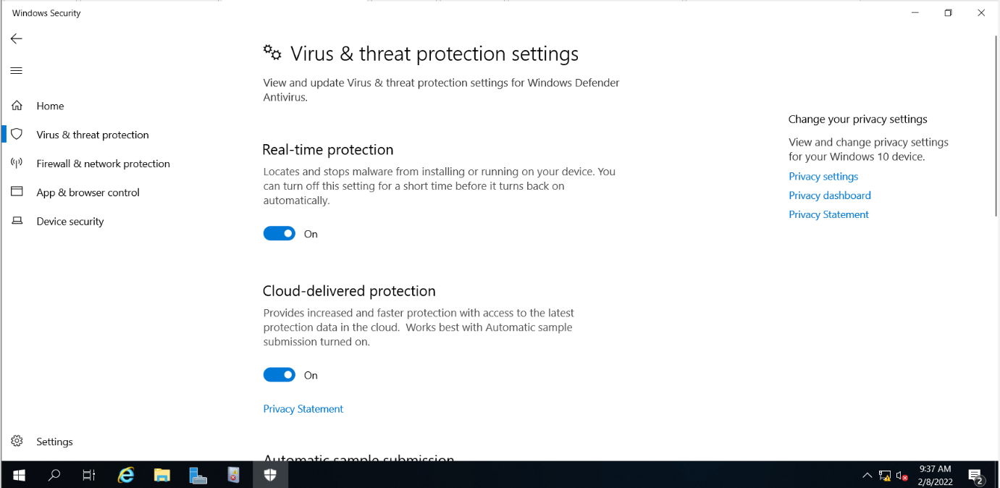 Windows Security
Home
Virus & threat protection
Firewall & network protection
App & browser control
Device security
Settings
Virus & threat protection settings
View and update Virus & threat protection settings for Windows Defender
Antivirus.
Real-time protection
Locates and stops malware from installing or running on your device. You
can turn off this setting for a short time before it turns back on
automatically.
On
Cloud-delivered protection
Provides increased and faster protection with access to the latest
protection data in the cloud.  Works best with Automatic sample
submission turned on.
On
Privacy Statement
Automatic sample submission
Change your privacy settings
View and change privacy settings
for your Windows 10 device.
Privacy settings
Privacy dashboard
Privacy Statement
9:37 AM
2/8/2022
2